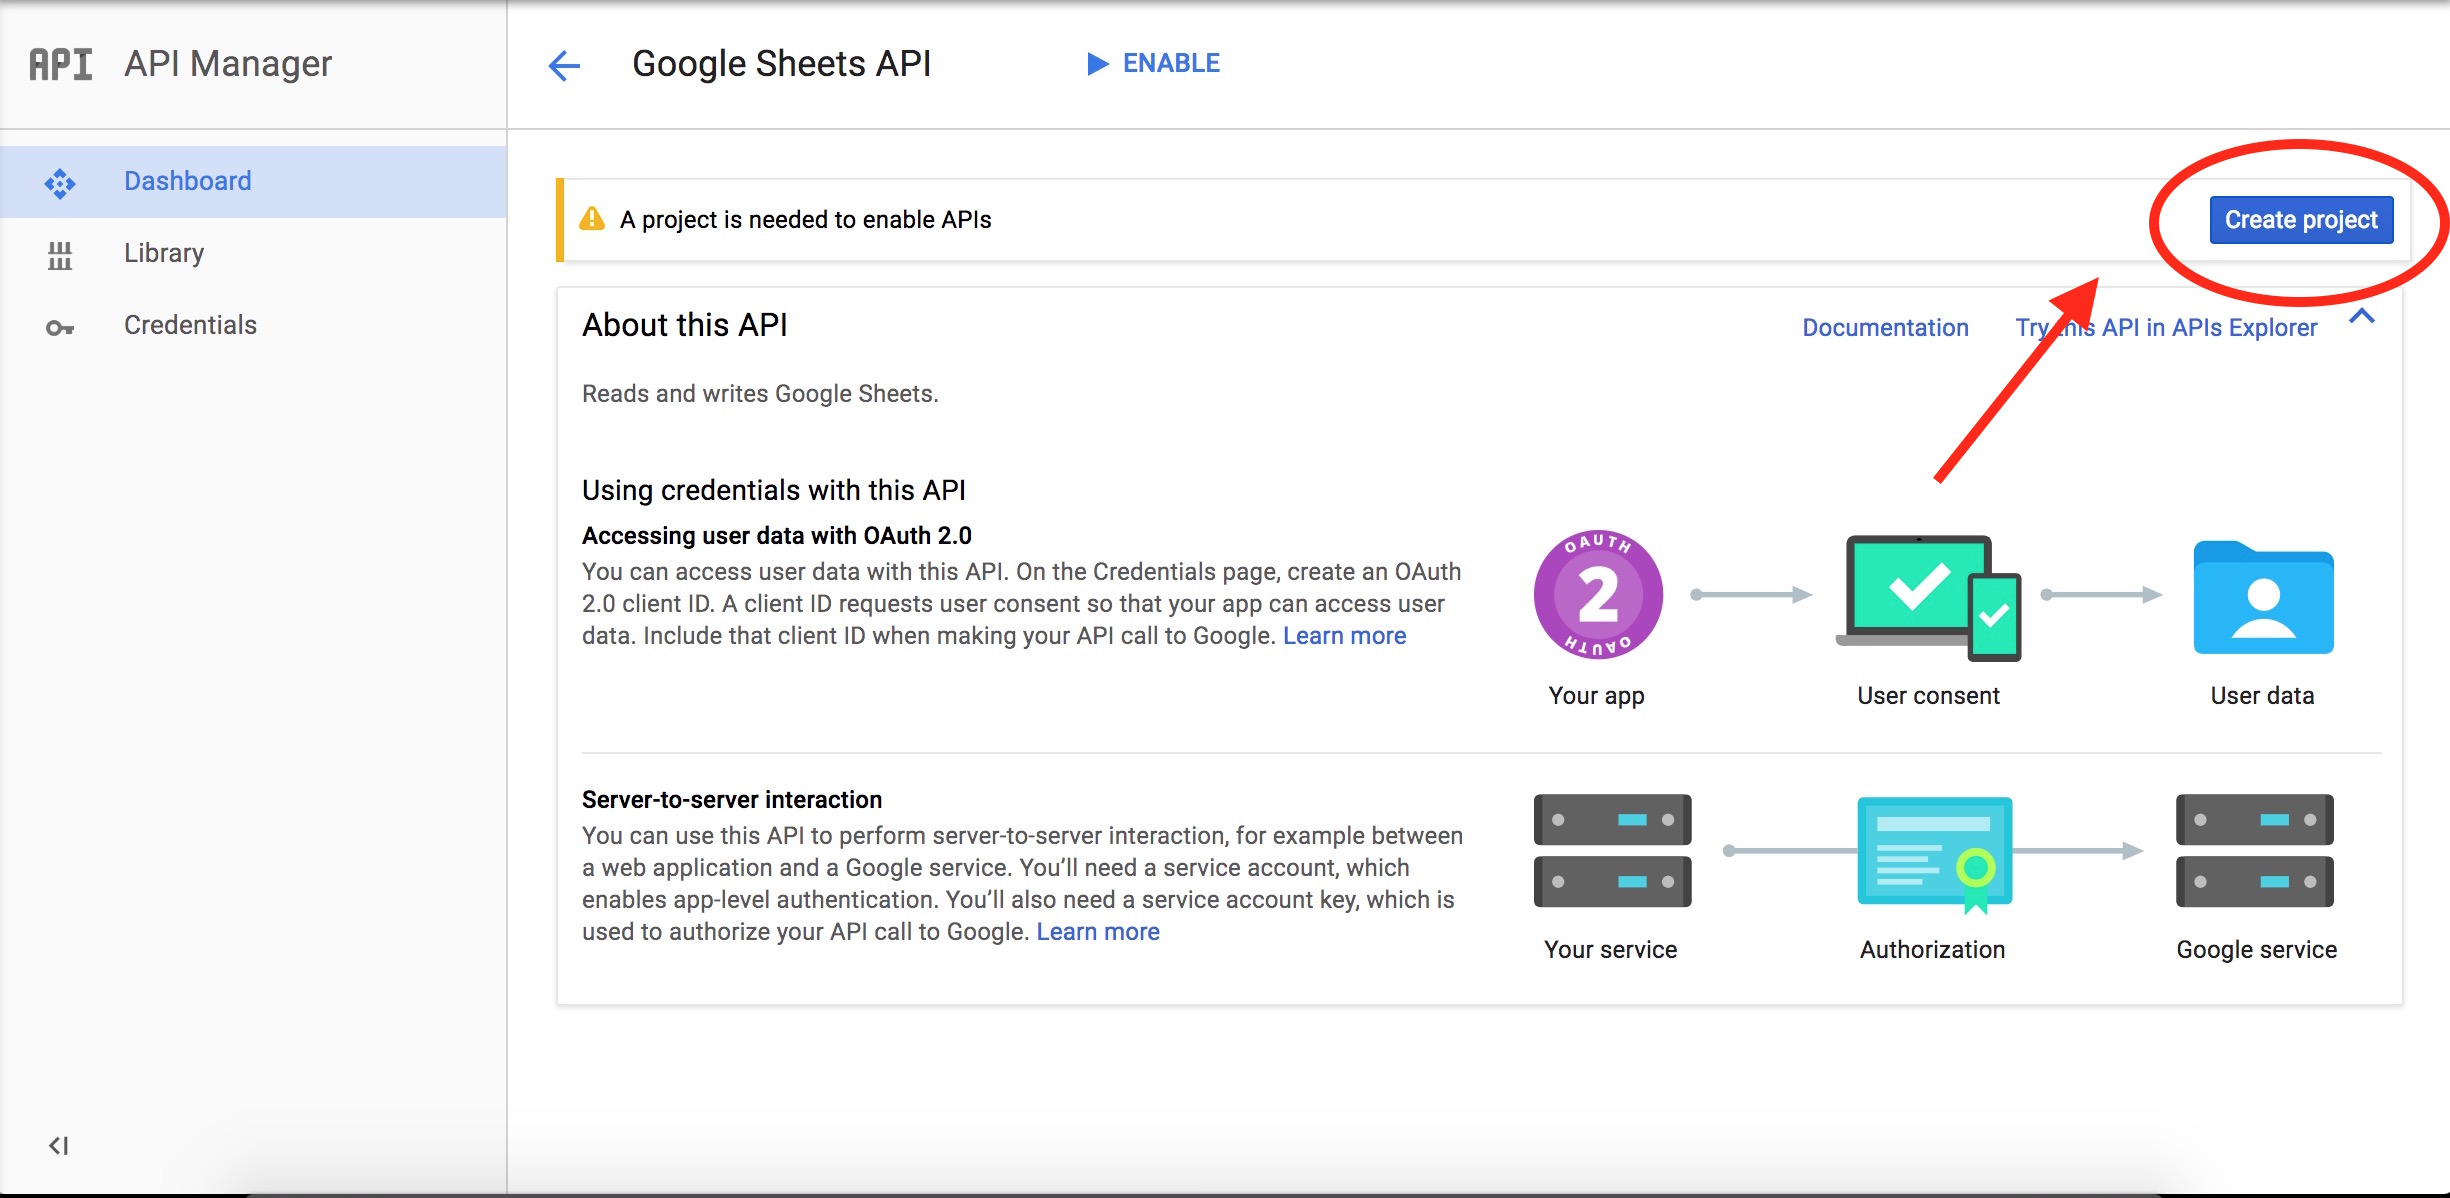 API API Manager
Google Sheets API
ENABLE
Dashboard
Library
Credentials
A project is needed to enable APIs
Create project
About this API
Documentation
Try this API in APIs Explorer
Reads and writes Google Sheets.
Using credentials with this API
Accessing user data with OAuth 2.0
You can access user data with this API. On the Credentials page, create an OAuth
2.0 client ID. A client ID requests user consent so that your app can access user
data. Include that client ID when making your API call to Google. Learn more
OAUTH
2
OAUTH
Your app
User consent
User data
Server-to-server interaction
You can use this API to perform server-to-server interaction, for example between
a web application and a Google service. You’ll need a service account, which
enables app-level authentication. You’ll also need a service account key, which is
used to authorize your API call to Google. Learn more
Your service
Authorization
Google service